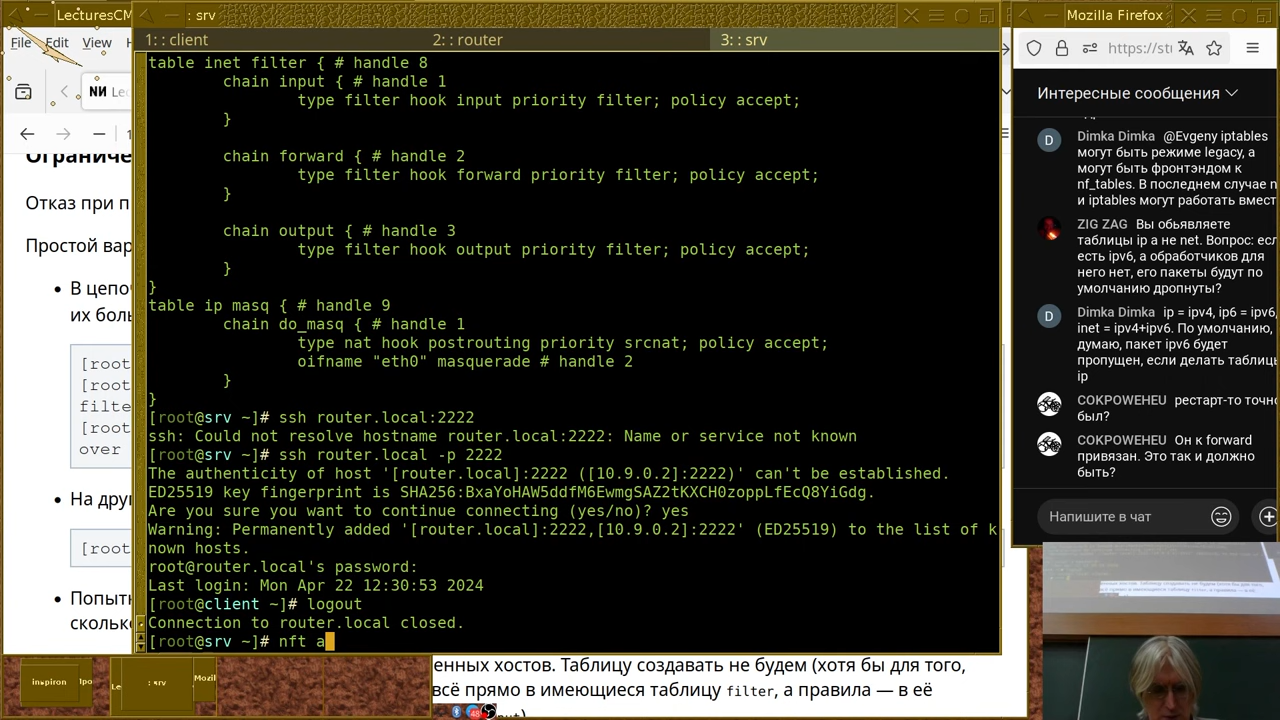 LecturesCM
: srv
Mozilla Firefox
File Edit View
1: : client
2: : router
3: : srv
https://stu
Lec
Интересные сообщения
Ограниче
Отказ при п
Простой вар
• В цепоч
их боль
[root
[root
filte
[root
over
• На друг
[root
• Попытк
сколько
table inet filter { # handle 8
chain input { # handle 1
type filter hook input priority filter; policy accept;
}
chain forward { # handle 2
type filter hook forward priority filter; policy accept;
}
chain output { # handle 3
type filter hook output priority filter; policy accept;
}
}
table ip masq { # handle 9
chain do_masq { # handle 1
type nat hook postrouting priority srcnat; policy accept;
oifname "eth0" masquerade # handle 2
}
}
[root@srv ~]# ssh router.local:2222
ssh: Could not resolve hostname router.local:2222: Name or service not known
[root@srv ~]# ssh router.local -p 2222
The authenticity of host '[router.local]:2222 ([10.9.0.2]:2222)' can't be established.
ED25519 key fingerprint is SHA256:BxaYoHAW5ddfM6EwmgSAZ2tKXCH0zoppLfEcQ8YiGdg.
Are you sure you want to continue connecting (yes/no)? yes
Warning: Permanently added '[router.local]:2222,[10.9.0.2]:2222' (ED25519) to the list of k
nown hosts.
root@router.local's password:
Last login: Mon Apr 22 12:30:53 2024
[root@client ~]# logout
Connection to router.local closed.
[root@srv ~]# nft a
D
Dimka Dimka @Evgeny iptables
могут быть режиме legacy, а
могут быть фронтэндом к
nf_tables. В последнем случае n
и iptables могут работать вмест
ZIG ZAG Вы обьявляете
таблицы ip а не net. Вопрос: есл
есть ipv6, а обработчиков для
него нет, его пакеты будут по
умолчанию дропнуты?
D
Dimka Dimka ip = ipv4, ip6 = ipv6,
inet = ipv4+ipv6. По умолчанию,
думаю, пакет ipv6 будет
пропущен, если делать таблиць
ip
COKPOWEHEU рестарт-то точно
был?
COKPOWEHEU Он к forward
привязан. Это так и должно
быть?
Напишите в чат
енных хостов. Таблицу создавать не будем (хотя бы для того,
всё прямо в имеющиеся таблицу filter, а правила — в её
inspiron
: srv
Mozil